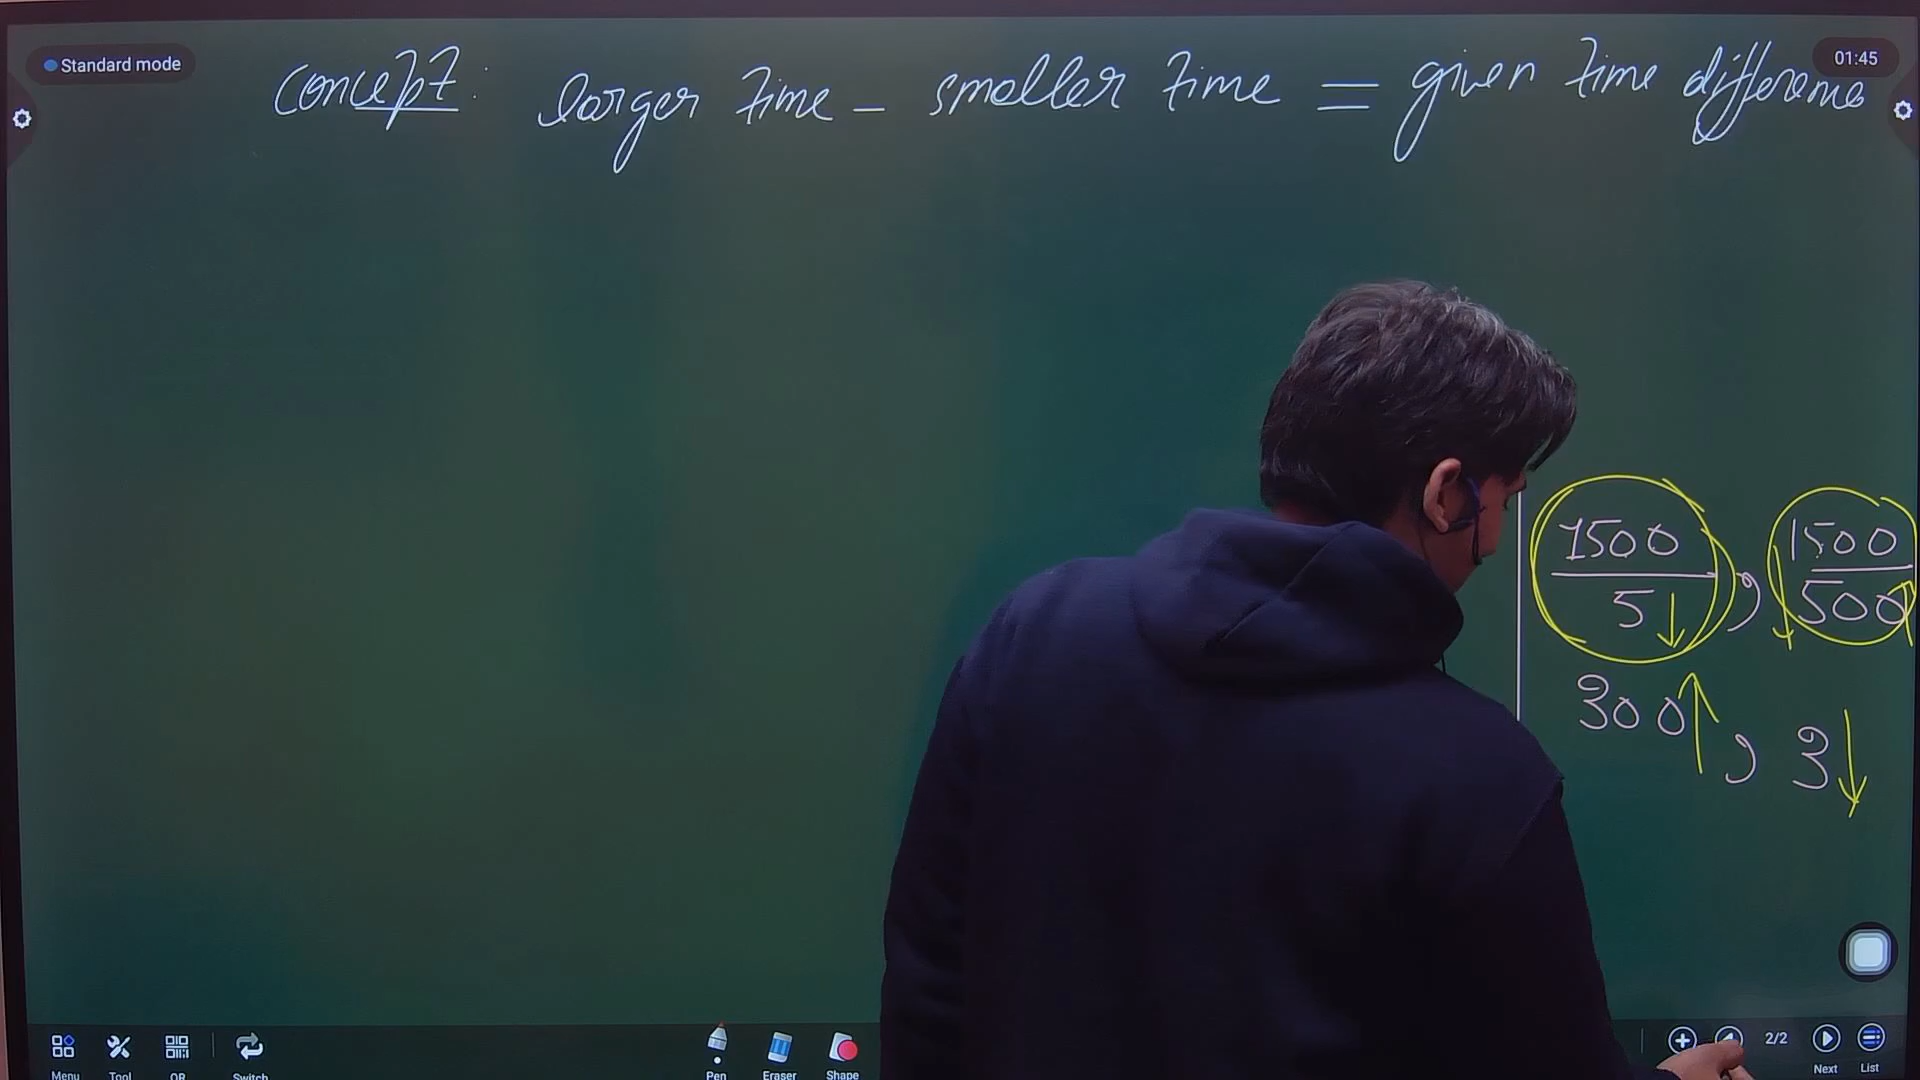 Standard mode
01:45
concept: larger time - smaller time = given time difference
1500/5↓ , ↓1500/500↑
300↑ , 3↓
Menu Tool QR Switch Pen Eraser Shape 2/2 Next List